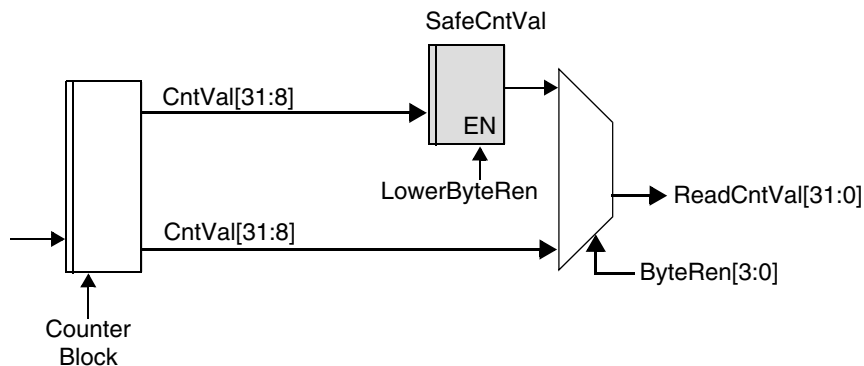 SafeCntVal
CntVal[31:8]
EN
LowerByteRen
ReadCntVal[31:0]
CntVal[31:8]
ByteRen[3:0]
Counter
Block